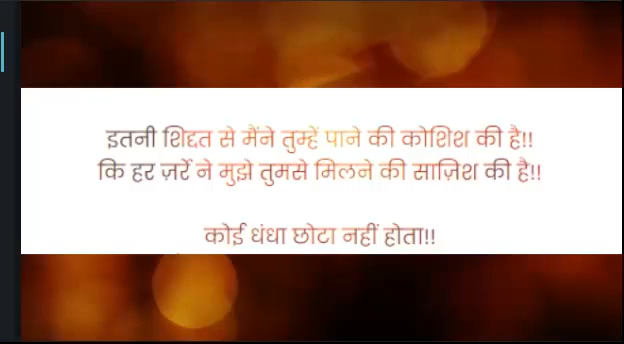 इतनी शिद्दत से मैंने तुम्हें पाने की कोशिश की है!!
कि हर ज़र्रे ने मुझे तुमसे मिलने की साज़िश की है!!
कोई धंधा छोटा नहीं होता!!